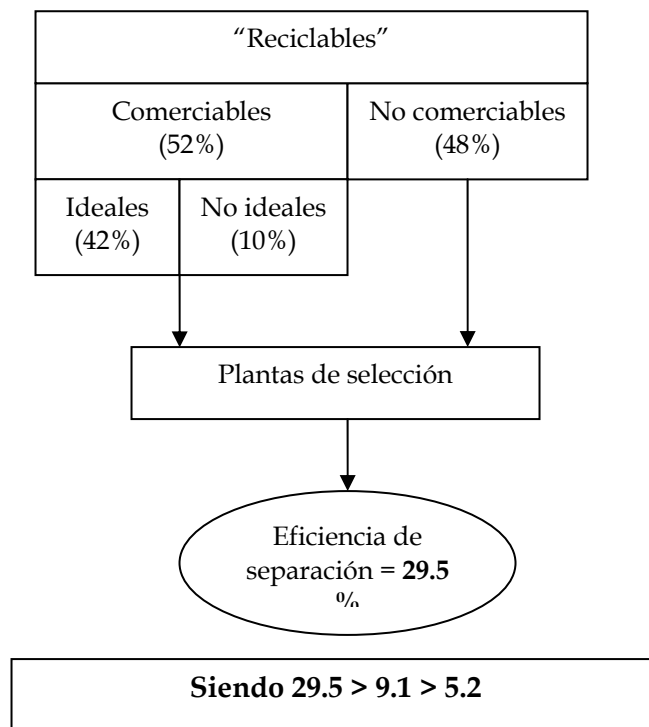 “Reciclables”
Comerciables
(52%)
No comerciables
(48%)
Ideales
(42%)
No ideales
(10%)
Plantas de selección
Eficiencia de
separación = 29.5
%
Siendo 29.5 > 9.1 > 5.2